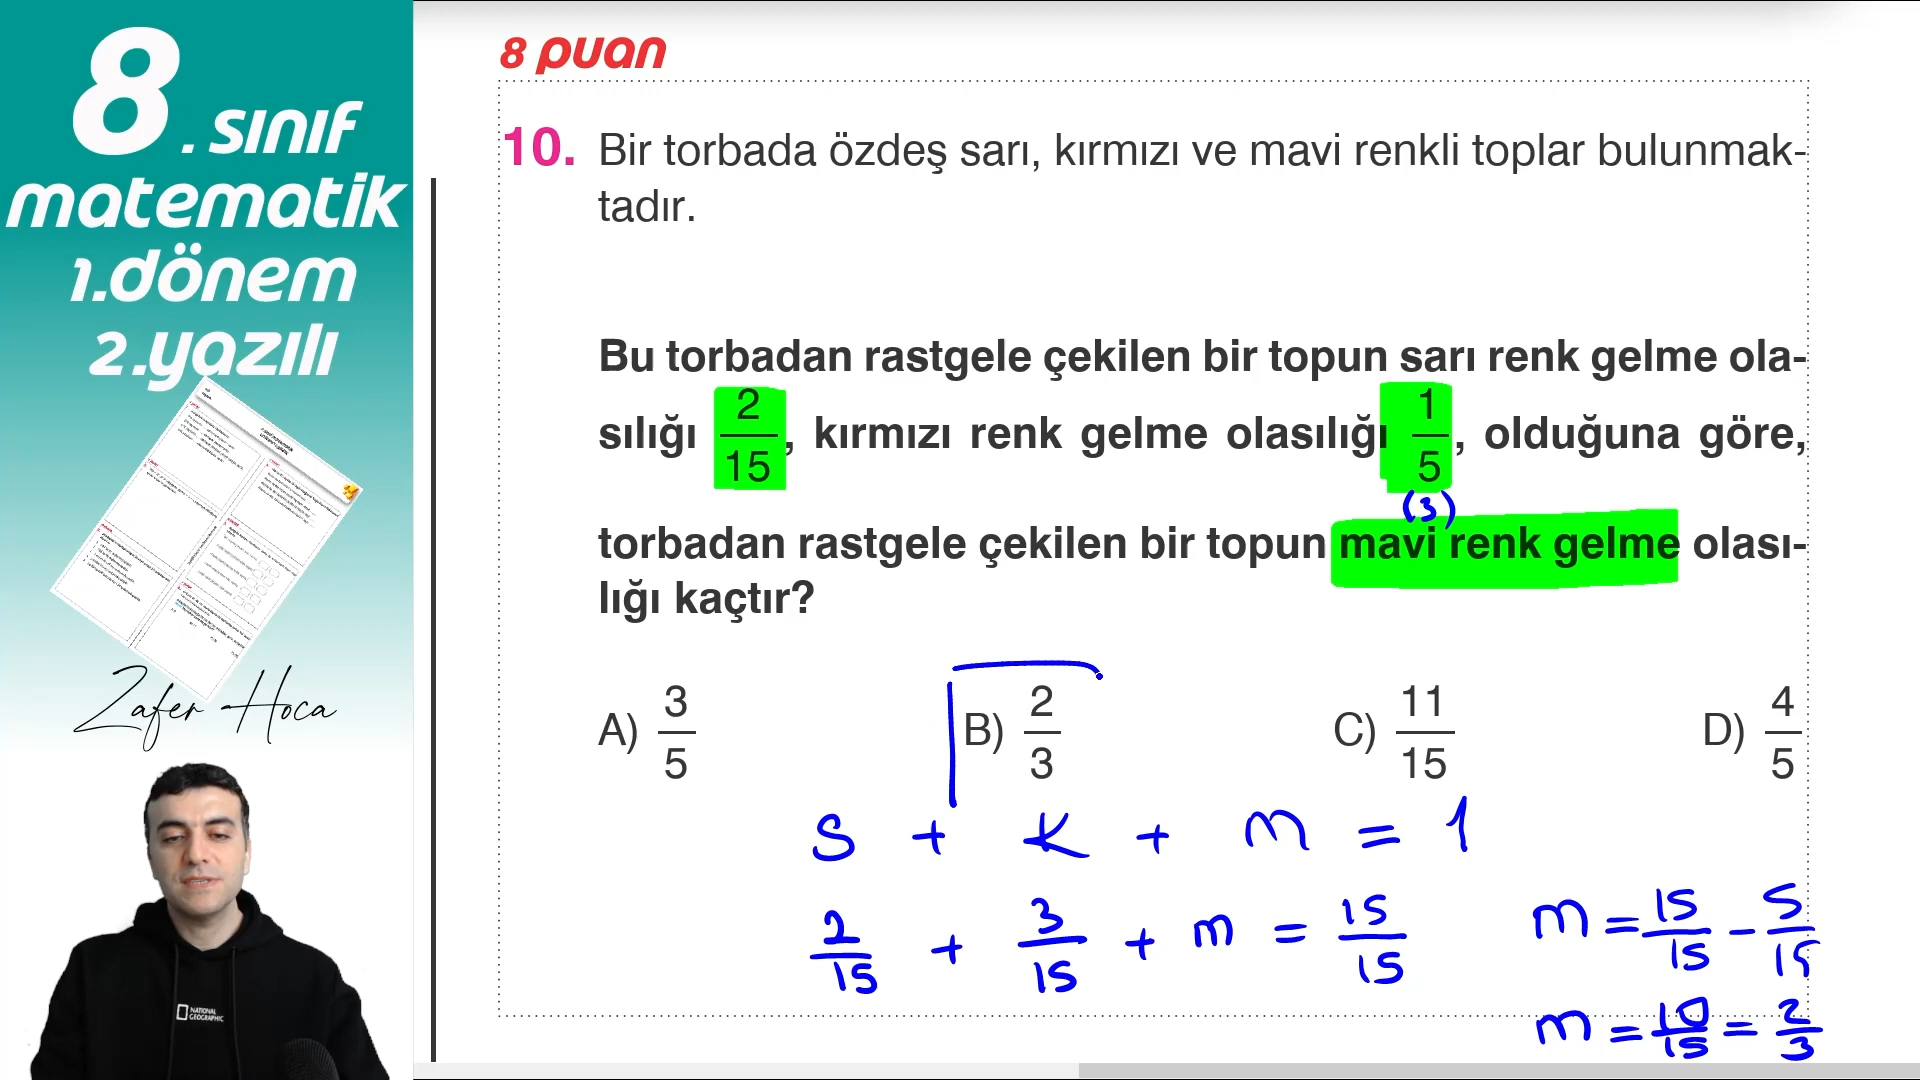 8 . sınıf
matematik
1.dönem
2.yazılı
Zafer Hoca
NATIONAL
GEOGRAPHIC
8 puan
10. Bir torbada özdeş sarı, kırmızı ve mavi renkli toplar bulunmak-
tadır.
Bu torbadan rastgele çekilen bir topun sarı renk gelme ola-
sılığı 2/15, kırmızı renk gelme olasılığı 1/5, olduğuna göre,
(3)
torbadan rastgele çekilen bir topun mavi renk gelme olası-
lığı kaçtır?
A) 3/5 B) 2/3 C) 11/15 D) 4/5
S + K + m = 1
2/15 + 3/15 + m = 15/15
m = 15/15 - 5/15
m = 10/15 = 2/3